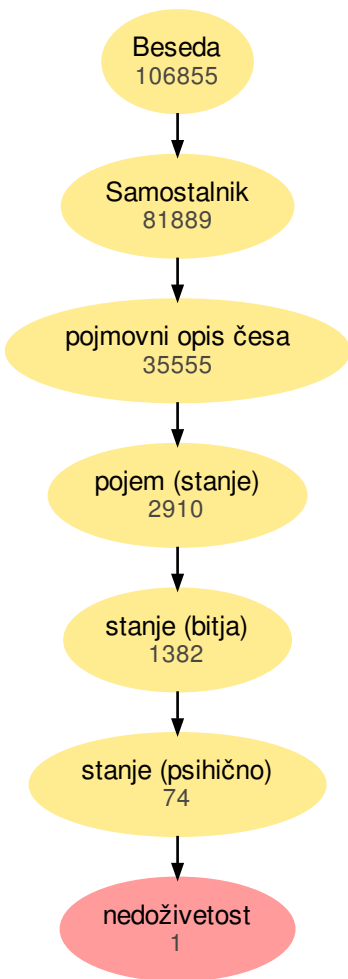 Beseda
106855
Samostalnik
81889
pojmovni opis česa
35555
pojem (stanje)
2910
stanje (bitja)
1382
stanje (psihično)
74
nedoživetost
1